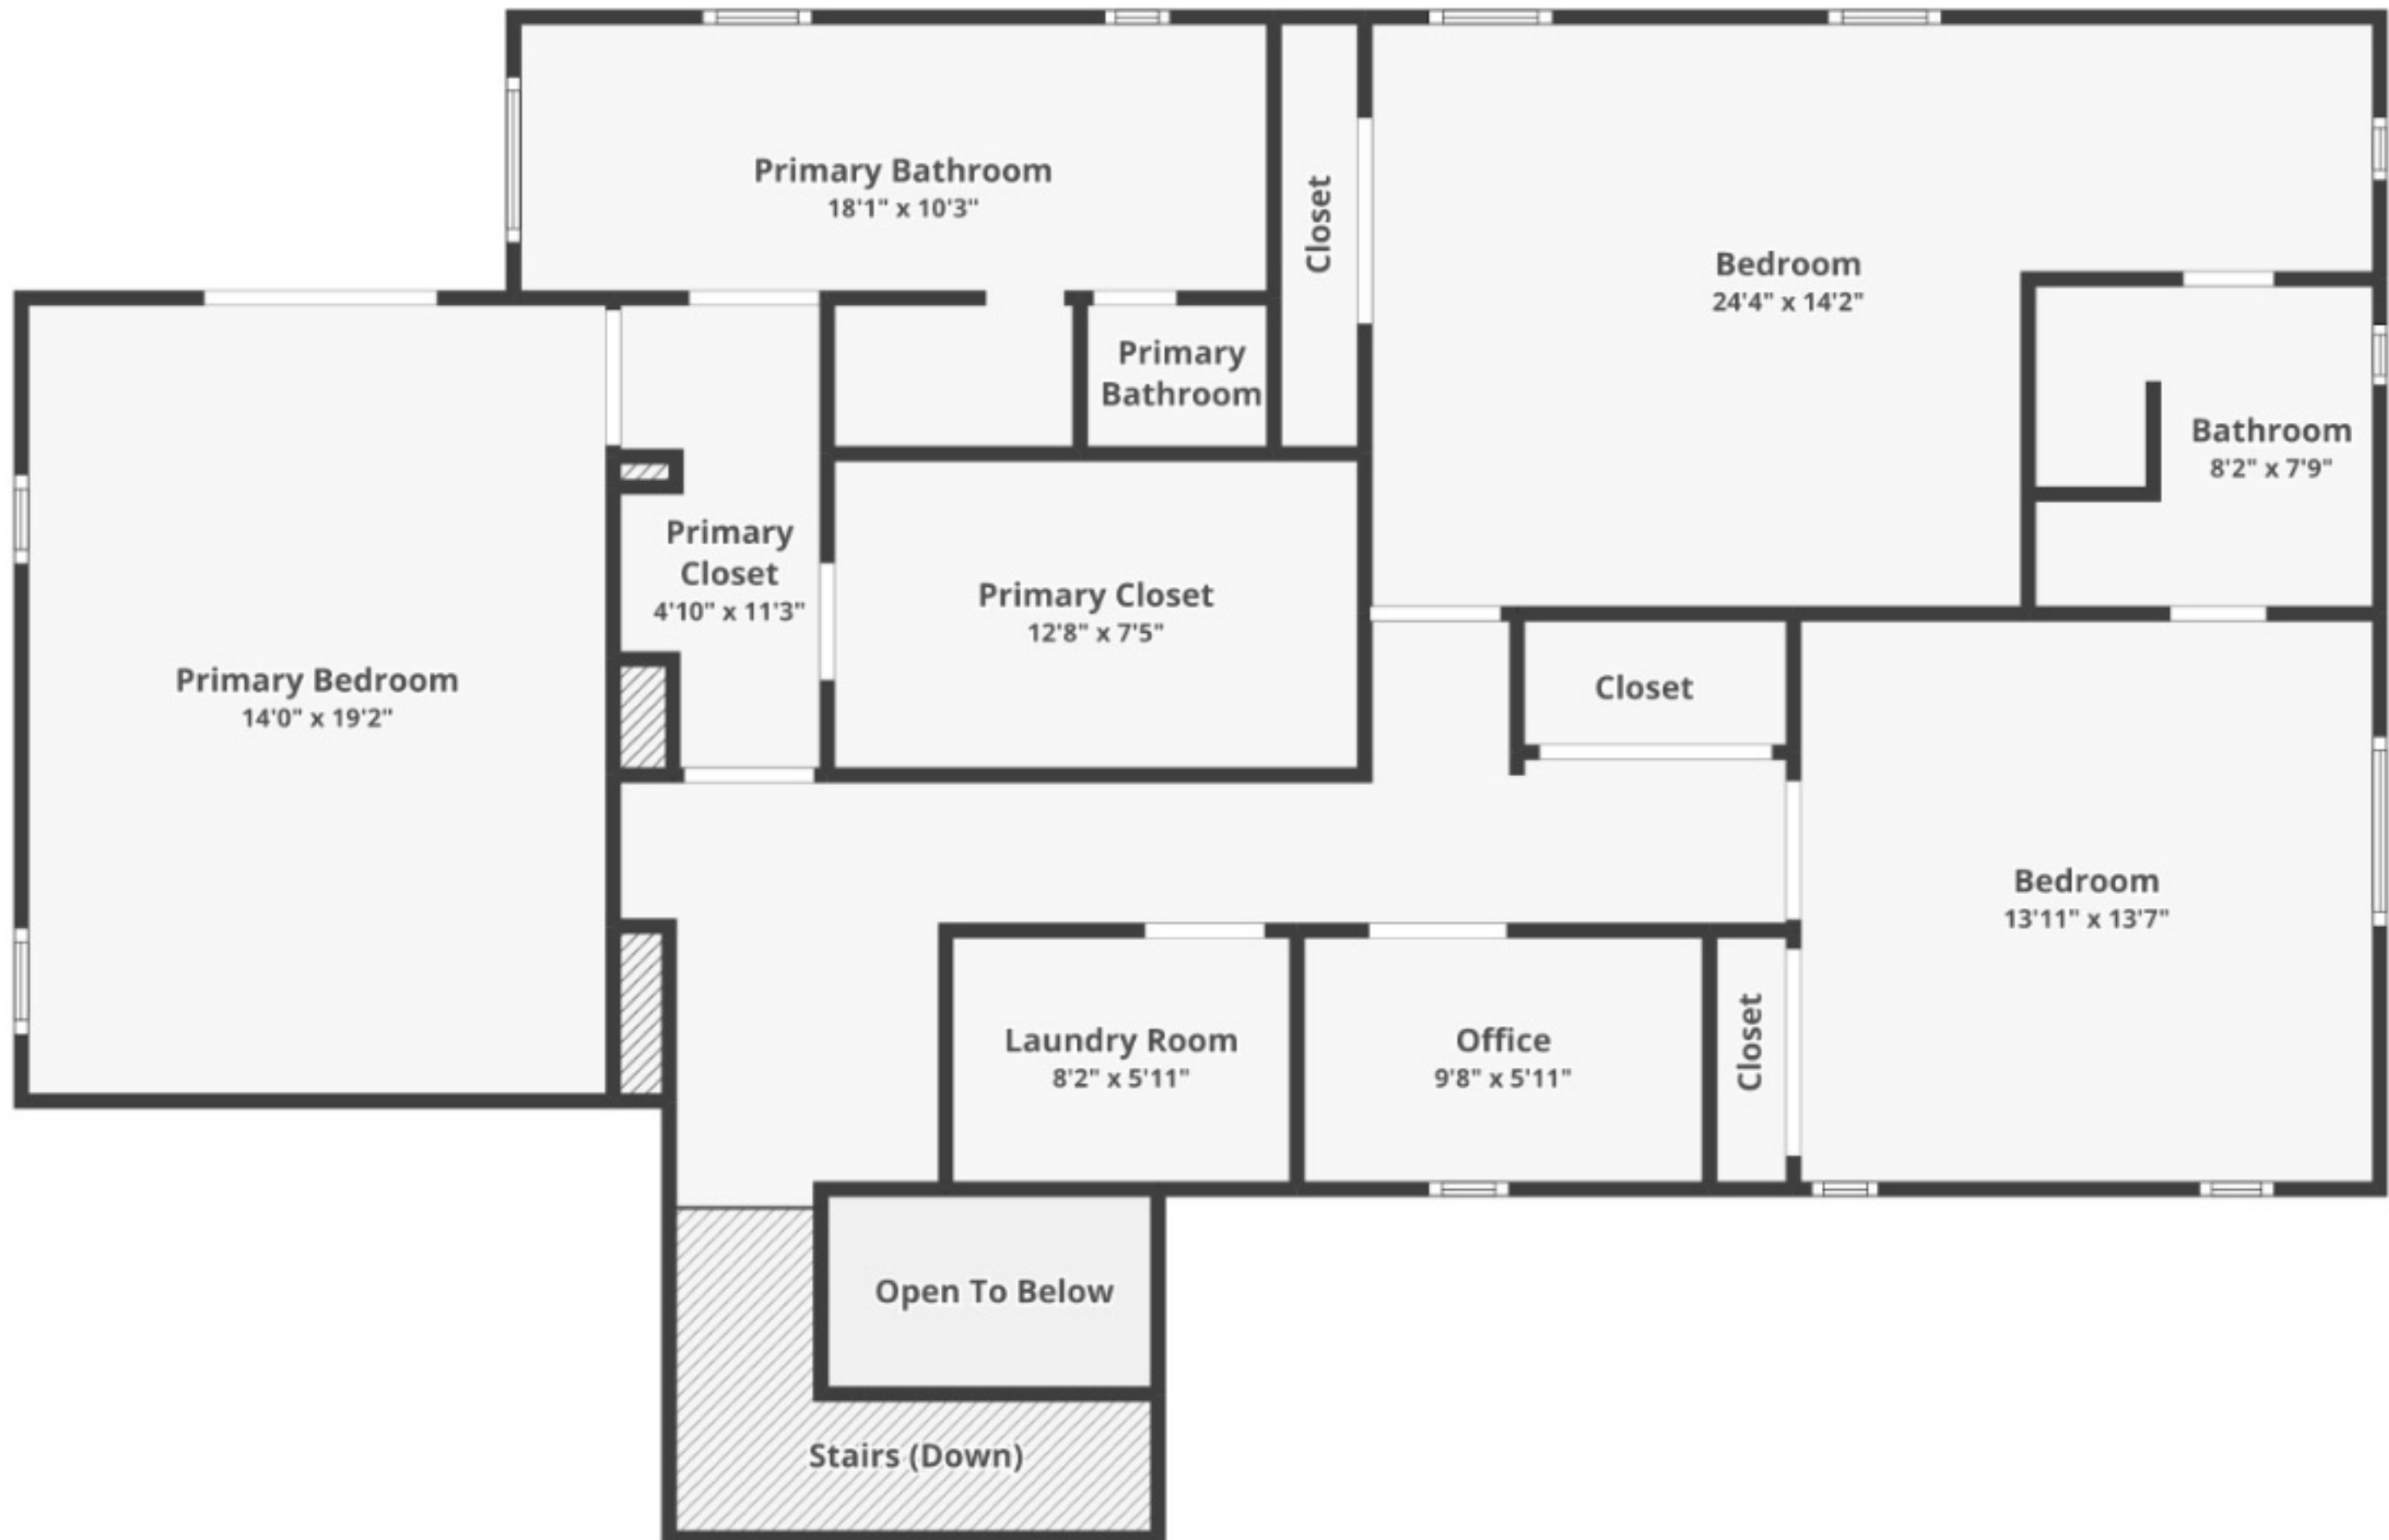 Primary Bathroom
18'1" x 10'3"
Closet
Bedroom
24'4" x 14'2"
Primary
Bathroom
Bathroom
8'2" x 7'9"
Primary
Closet
4'10" x 11'3"
Primary Closet
12'8" x 7'5"
Primary Bedroom
14'0" x 19'2"
Closet
Bedroom
13'11" x 13'7"
Laundry Room
8'2" x 5'11"
Office
9'8" x 5'11"
Closet
Open To Below
Stairs (Down)